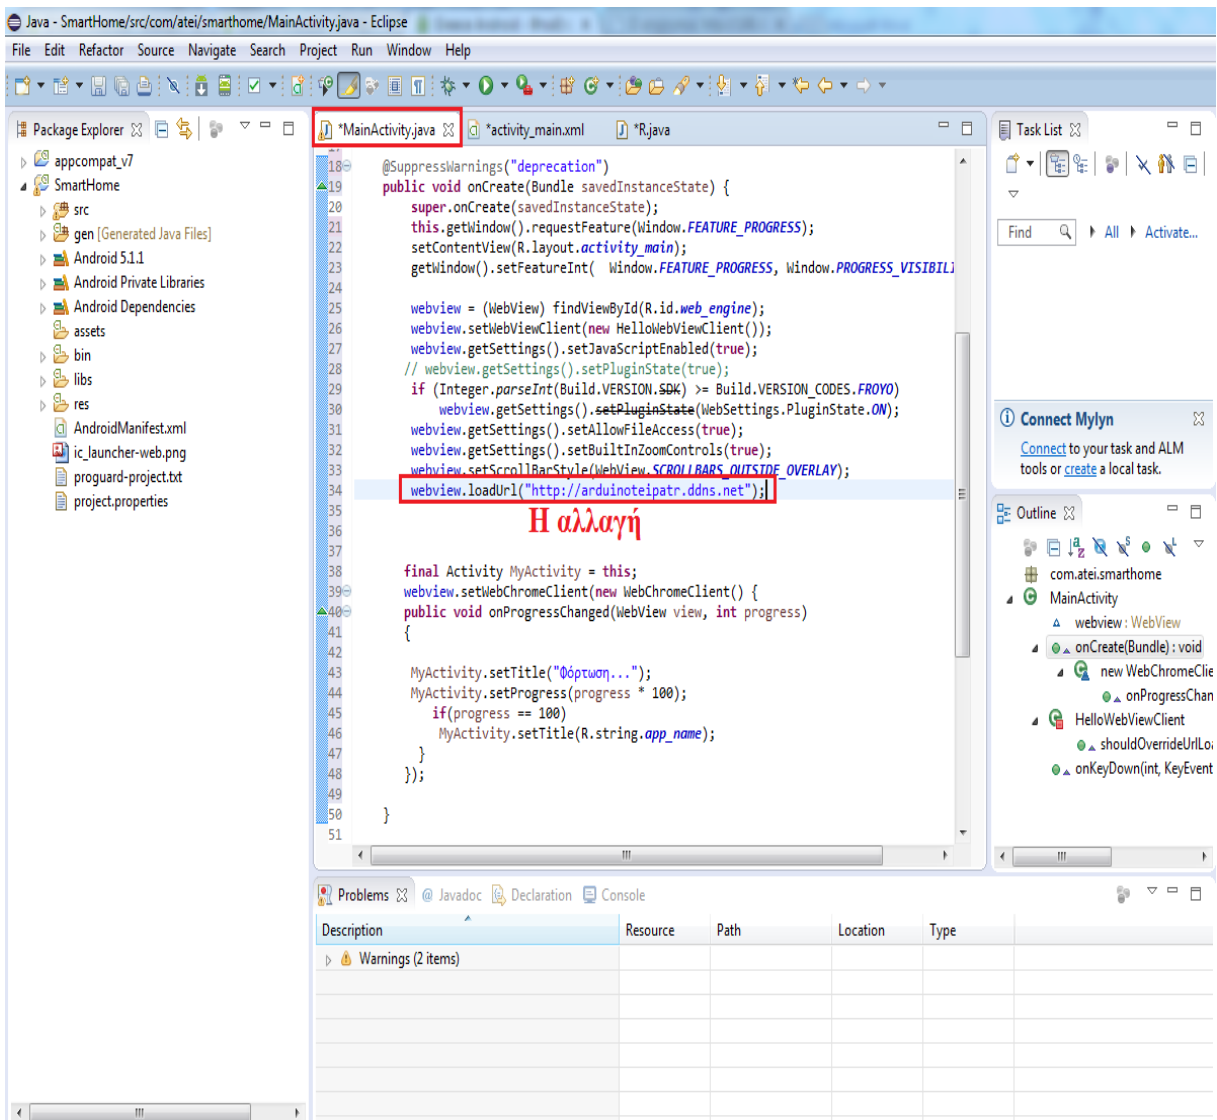 Java - SmartHome/src/com/atei/smarthome/MainActivity.java - Eclipse
File Edit Refactor Source Navigate Search Project Run Window Help
Package Explorer
appcompat_v7
SmartHome
src
gen [Generated Java Files]
Android 5.1.1
Android Private Libraries
Android Dependencies
assets
bin
libs
res
AndroidManifest.xml
ic_launcher-web.png
proguard-project.txt
project.properties
*MainActivity.java *activity_main.xml *R.java
18 @SuppressWarnings("deprecation")
19 public void onCreate(Bundle savedInstanceState) {
20 super.onCreate(savedInstanceState);
21 this.getWindow().requestFeature(Window.FEATURE_PROGRESS);
22 setContentView(R.layout.activity_main);
23 getWindow().setFeatureInt( Window.FEATURE_PROGRESS, Window.PROGRESS_VISIBILI
24
25 webview = (WebView) findViewById(R.id.web_engine);
26 webview.setWebViewClient(new HelloWebViewClient());
27 webview.getSettings().setJavaScriptEnabled(true);
28 // webview.getSettings().setPluginState(true);
29 if (Integer.parseInt(Build.VERSION.SDK) >= Build.VERSION_CODES.FROYO)
30 webview.getSettings().setPluginState(WebSettings.PluginState.ON);
31 webview.getSettings().setAllowFileAccess(true);
32 webview.getSettings().setBuiltInZoomControls(true);
33 webview.setScrollBarStyle(WebView.SCROLLBARS_OUTSIDE_OVERLAY);
34 webview.loadUrl("http://arduinoteipatr.ddns.net");
35
Η αλλαγή
36
37
38 final Activity MyActivity = this;
39 webview.setWebChromeClient(new WebChromeClient() {
40 public void onProgressChanged(WebView view, int progress)
41 {
42
43 MyActivity.setTitle("Φόρτωση...");
44 MyActivity.setProgress(progress * 100);
45 if(progress == 100)
46 MyActivity.setTitle(R.string.app_name);
47 }
48 });
49
50 }
51
Task List
Find All Activate...
Connect Mylyn
Connect to your task and ALM
tools or create a local task.
Outline
com.atei.smarthome
MainActivity
webview : WebView
onCreate(Bundle) : void
new WebChromeClie
onProgressChan
HelloWebViewClient
shouldOverrideUrlLo
onKeyDown(int, KeyEvent
Problems @ Javadoc Declaration Console
Description Resource Path Location Type
Warnings (2 items)